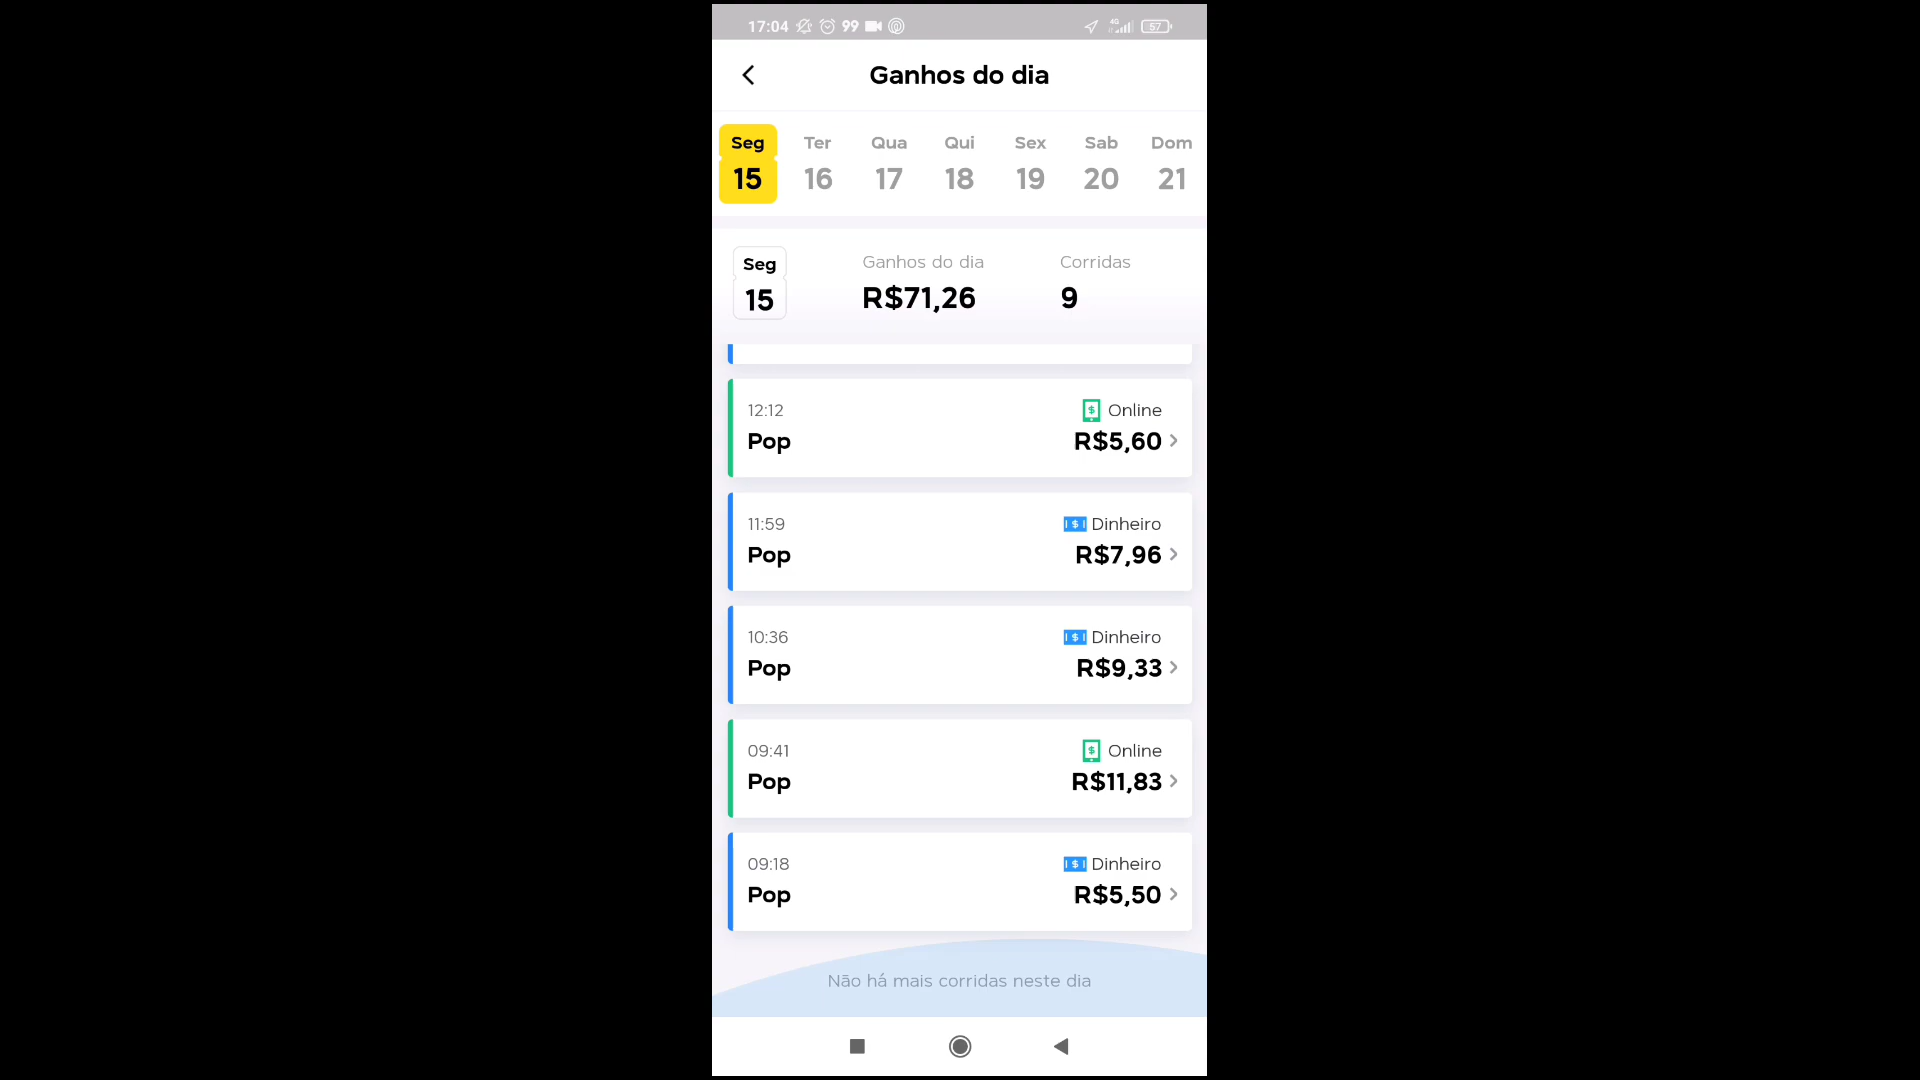 17:04 99 4G 57
Ganhos do dia
Seg Ter Qua Qui Sex Sab Dom
15 16 17 18 19 20 21
Seg Ganhos do dia Corridas
15 R$71,26 9
12:12 Online
Pop R$5,60
11:59 Dinheiro
Pop R$7,96
10:36 Dinheiro
Pop R$9,33
09:41 Online
Pop R$11,83
09:18 Dinheiro
Pop R$5,50
Não há mais corridas neste dia